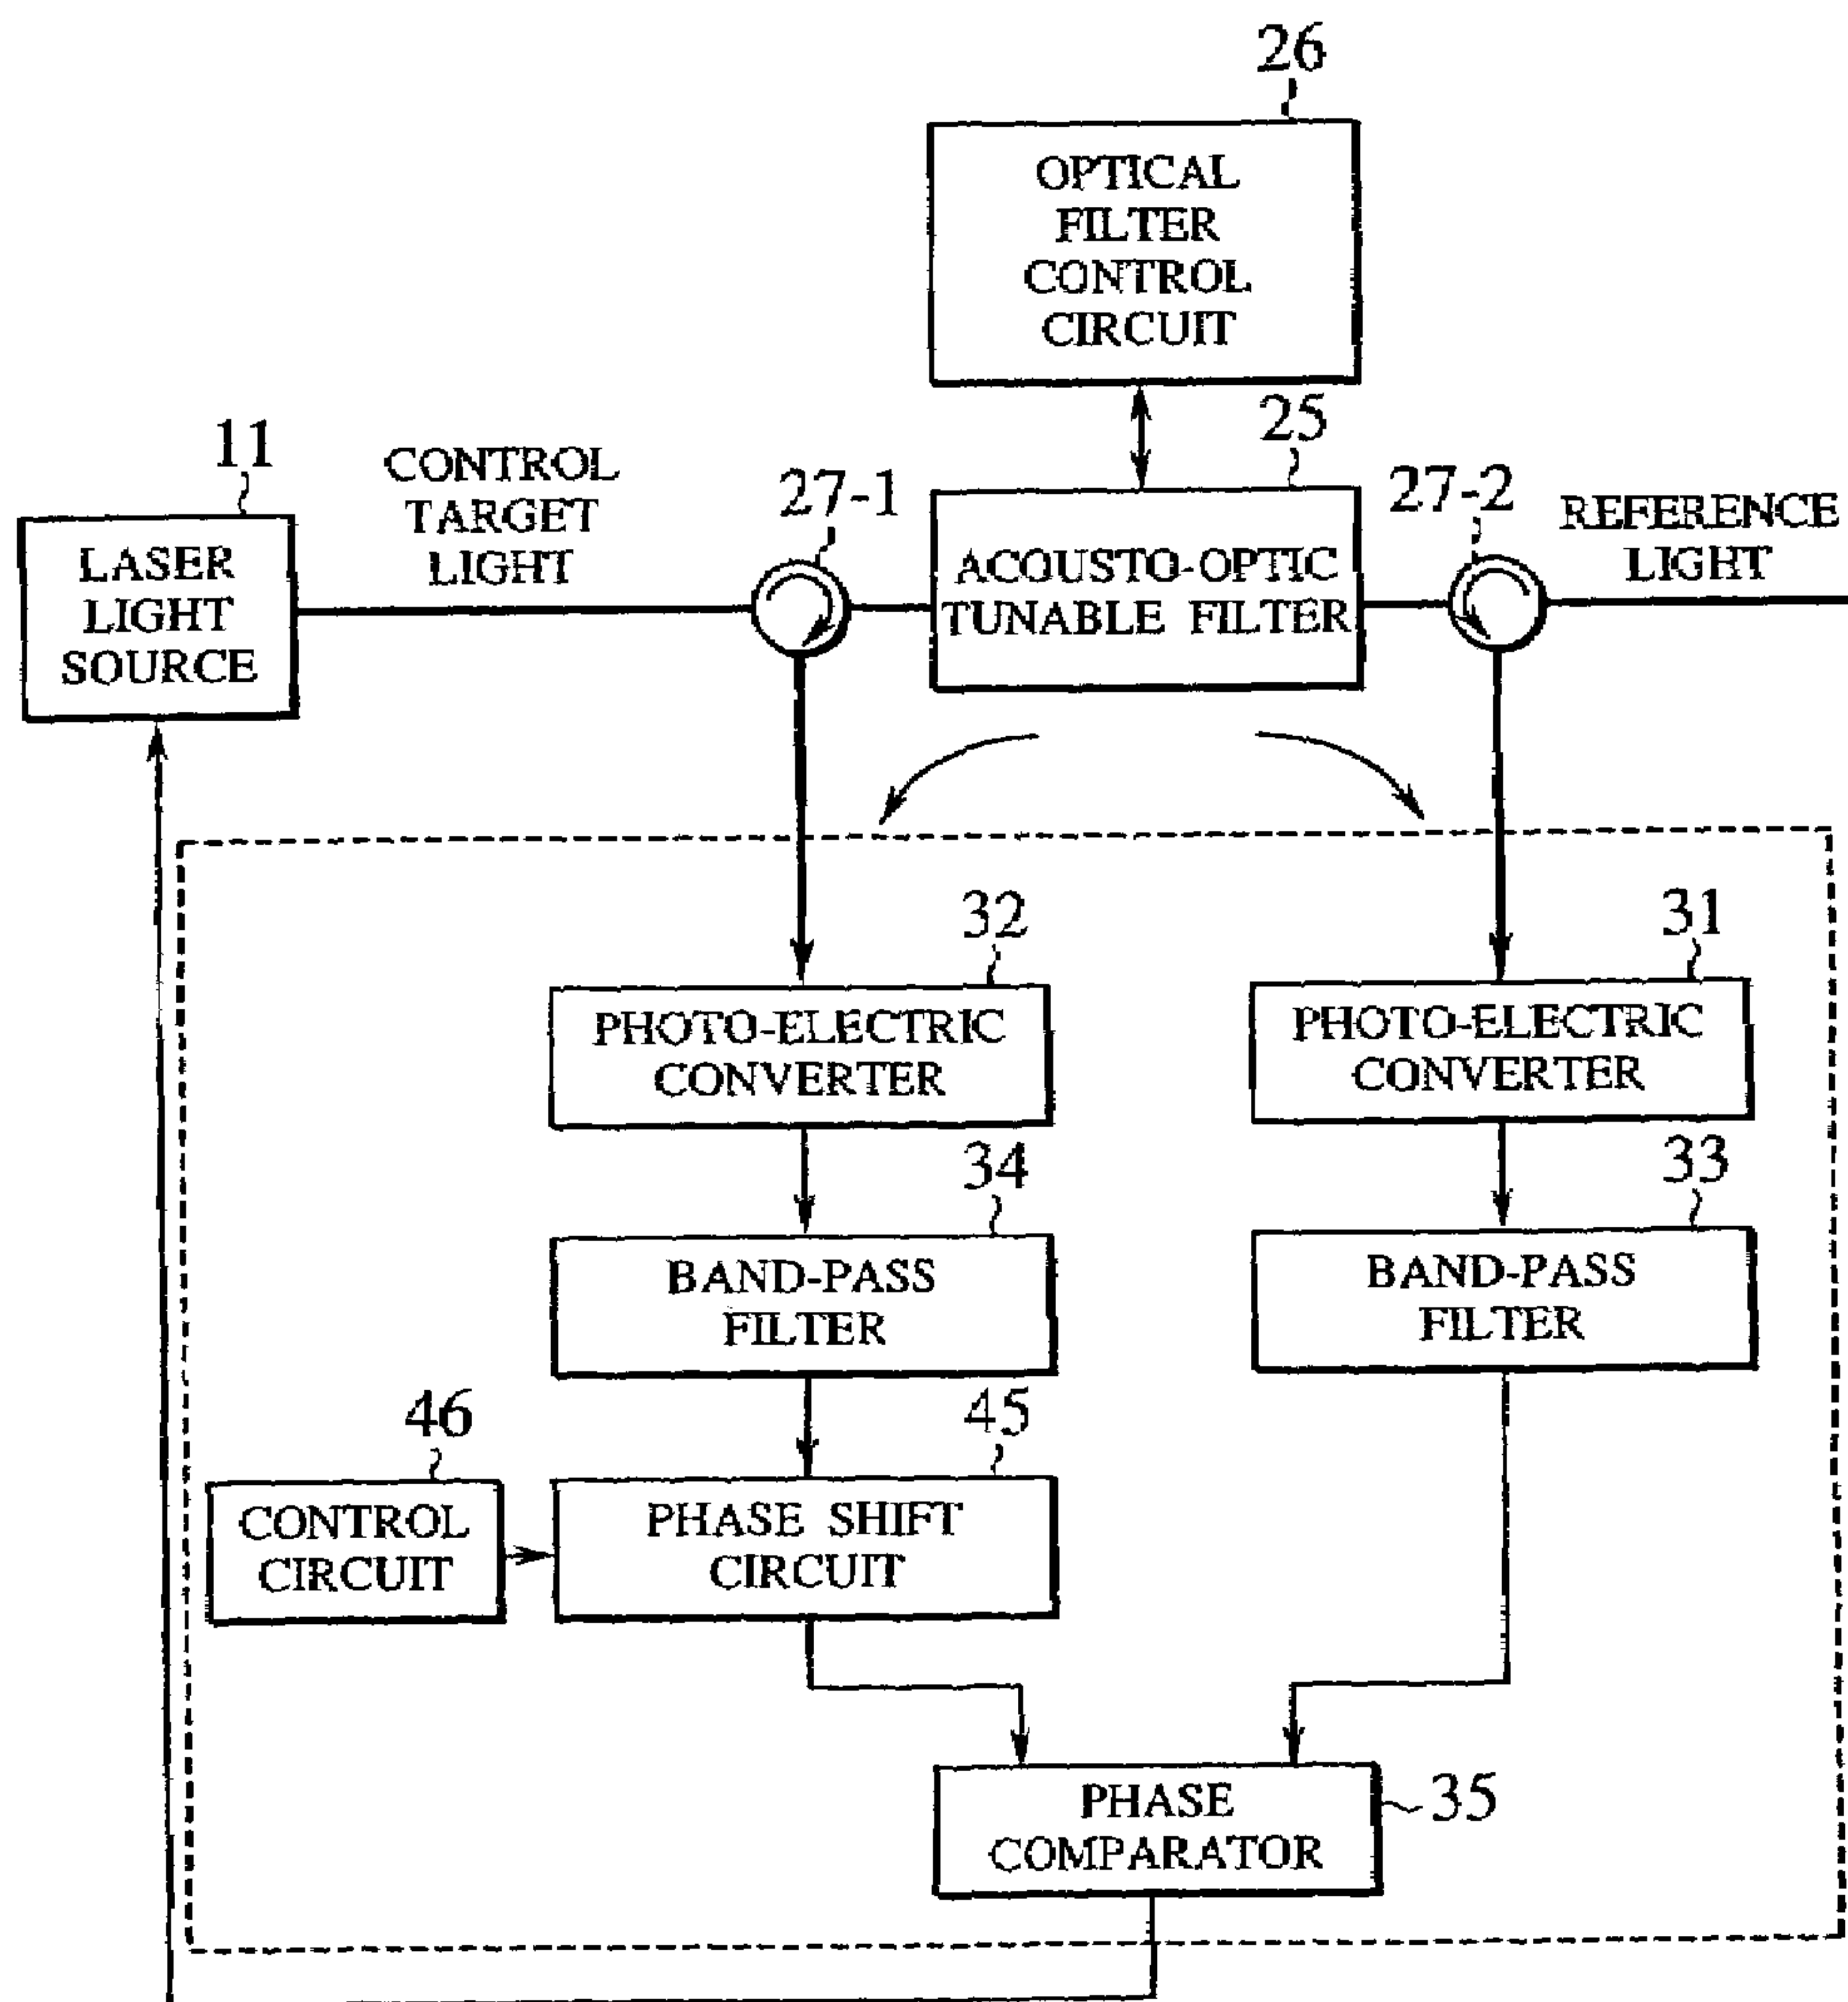 26
OPTICAL
FILTER
CONTROL
CIRCUIT
25
11
CONTROL
TARGET
LIGHT
27-1
27-2
REFERENCE
LIGHT
LASER
LIGHT
SOURCE
ACOUSTO-OPTIC
TUNABLE FILTER
32
31
PHOTO-ELECTRIC
CONVERTER
PHOTO-ELECTRIC
CONVERTER
34
33
BAND-PASS
FILTER
BAND-PASS
FILTER
46
45
CONTROL
CIRCUIT
PHASE SHIFT
CIRCUIT
PHASE
COMPARATOR
35